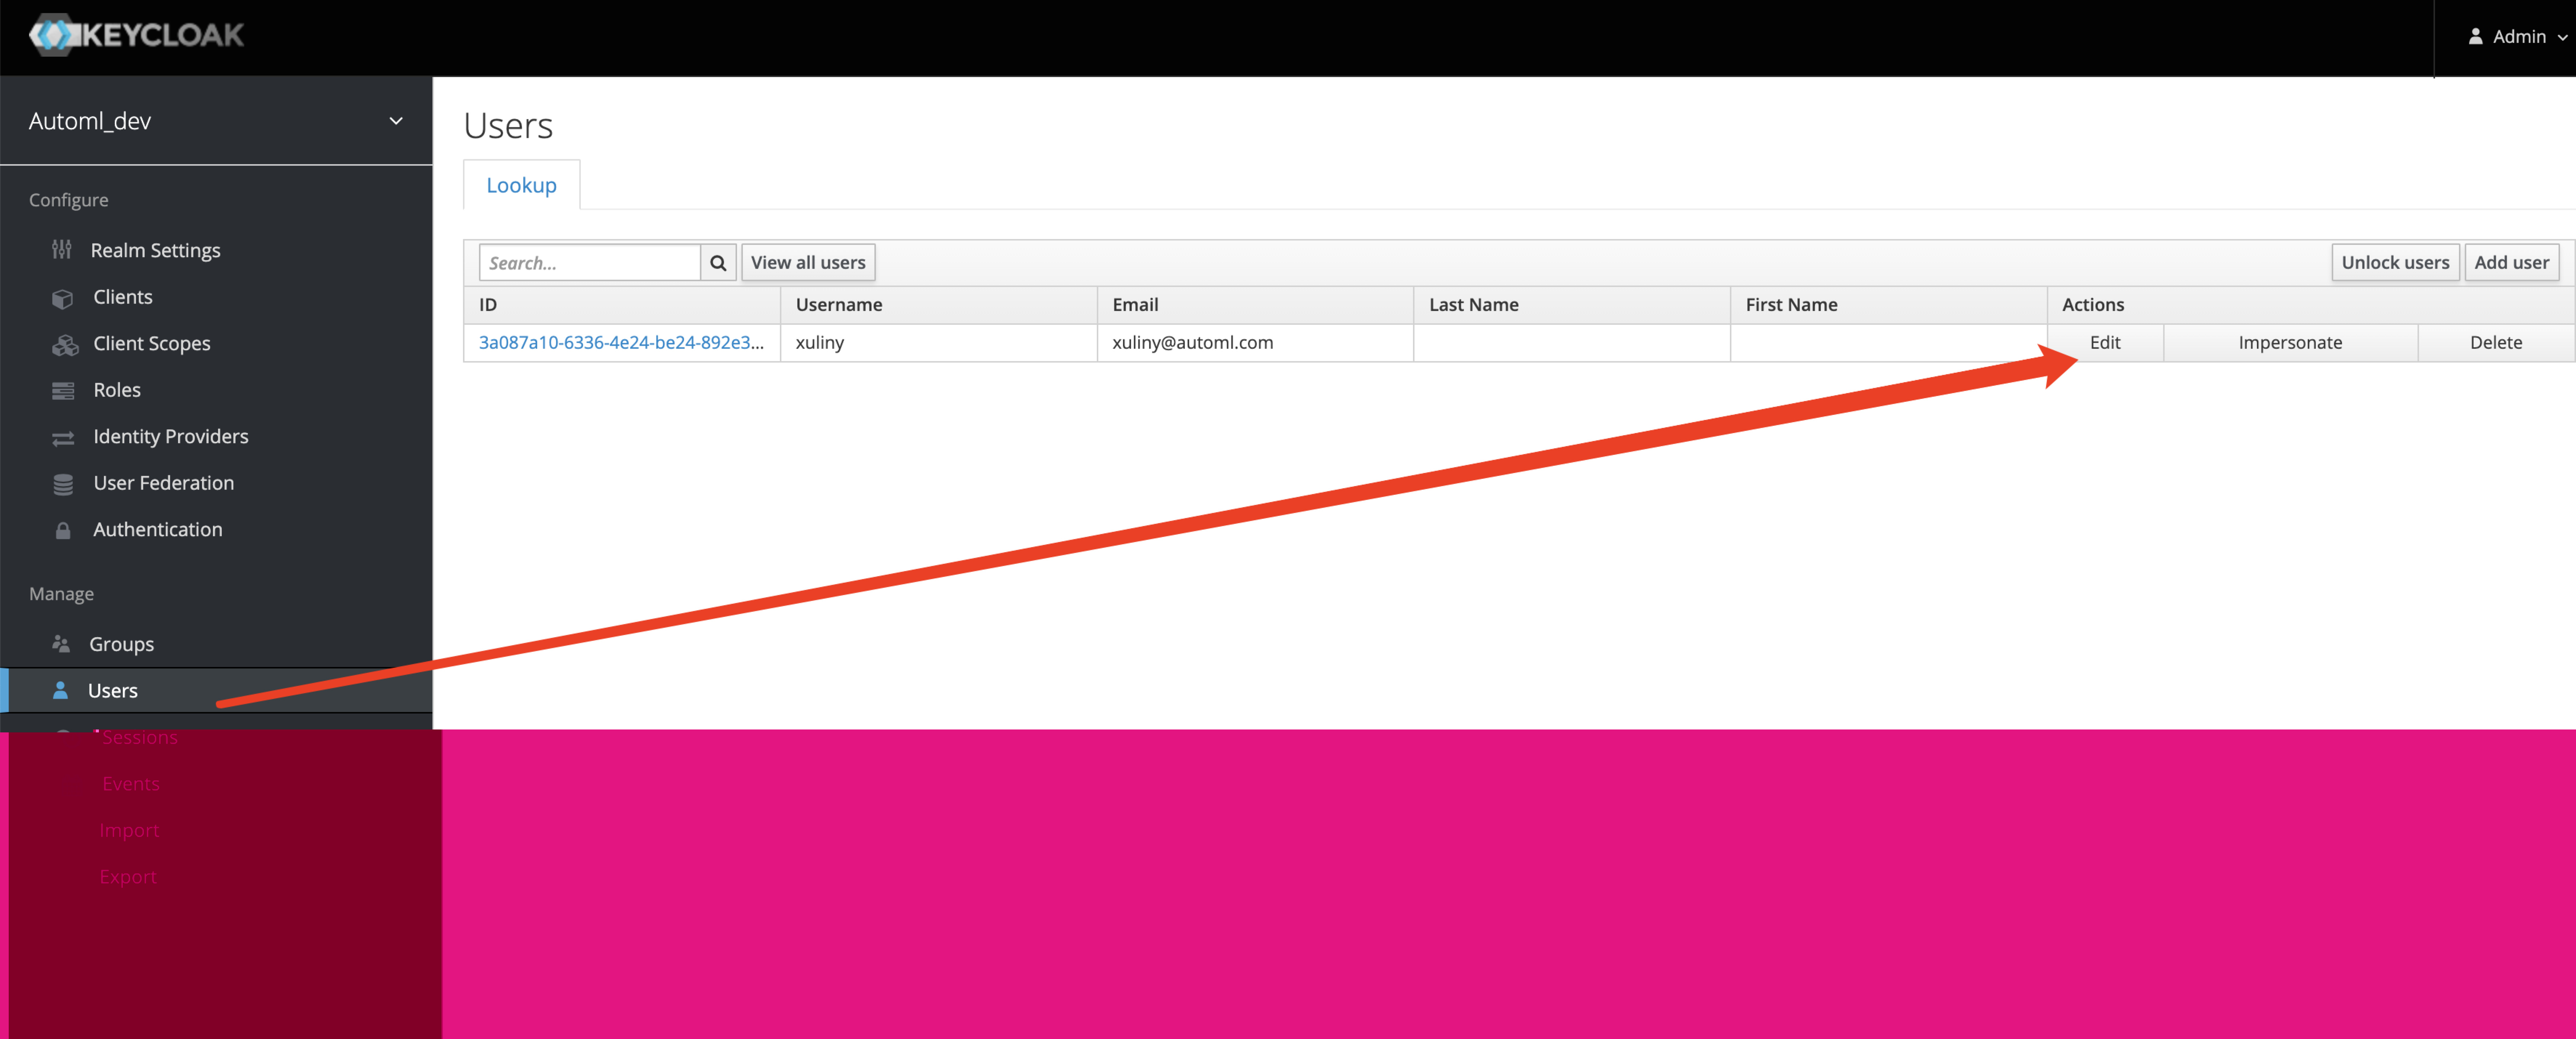 KEYCLOAK
Admin
Automl_dev
Configure
Realm Settings
Clients
Client Scopes
Roles
Identity Providers
User Federation
Authentication
Manage
Groups
Users
Sessions
Events
Import
Export
Users
Lookup
Search... View all users Unlock users Add user
ID Username Email Last Name First Name Actions
3a087a10-6336-4e24-be24-892e3... xuliny xuliny@automl.com Edit Impersonate Delete